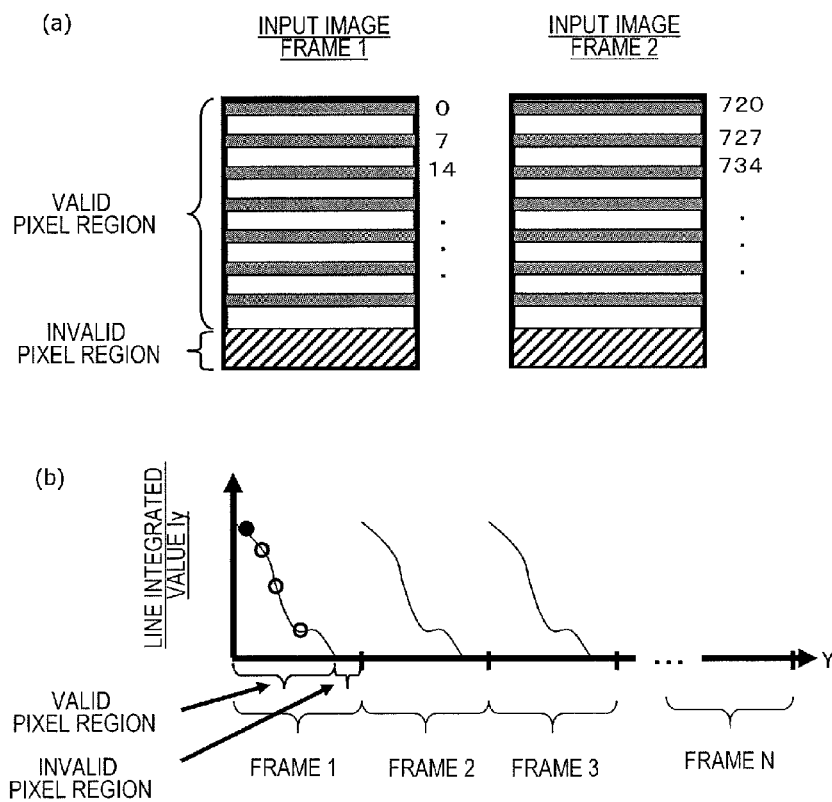 (a)
INPUT IMAGE
FRAME 1
INPUT IMAGE
FRAME 2
VALID
PIXEL REGION
INVALID
PIXEL REGION
0
7
14
.
.
.
720
727
734
.
.
.
(b)
LINE INTEGRATED
VALUE Iy
...
Y
VALID
PIXEL REGION
INVALID
PIXEL REGION
FRAME 1
FRAME 2
FRAME 3
FRAME N